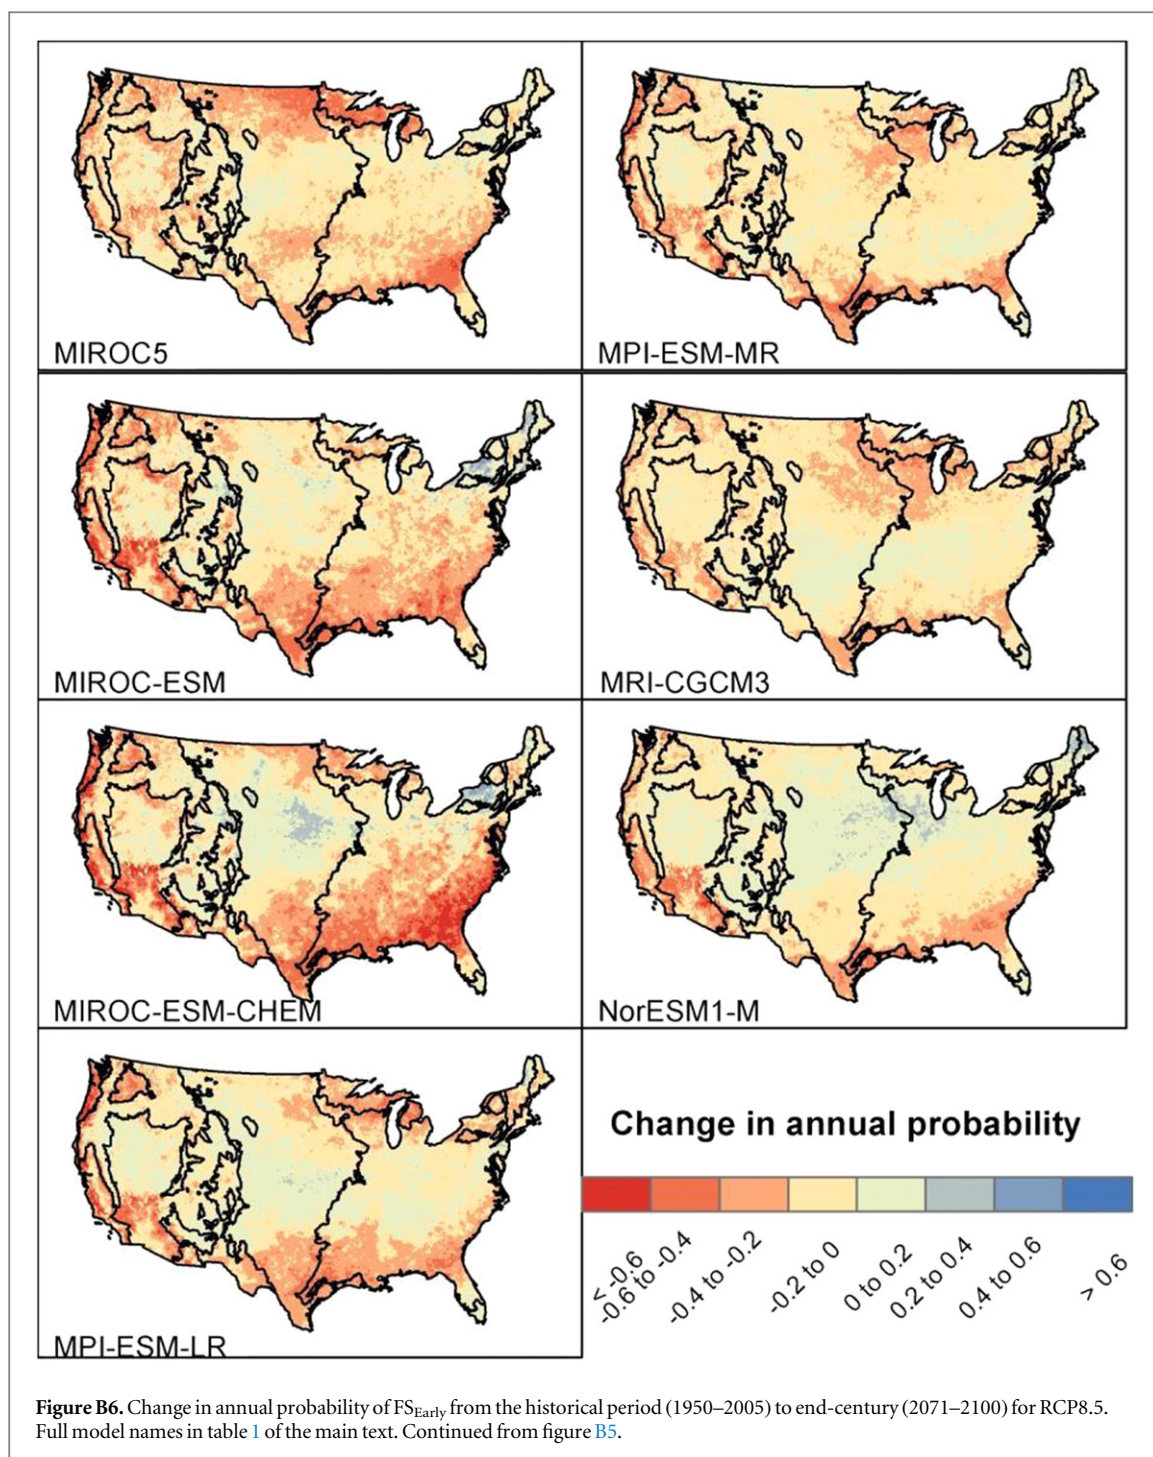 MIROC5
MPI-ESM-MR
MIROC-ESM
MRI-CGCM3
MIROC-ESM-CHEM
NorESM1-M
MPI-ESM-LR
Change in annual probability
< -0.6
-0.6 to -0.4
-0.4 to -0.2
-0.2 to 0
0 to 0.2
0.2 to 0.4
0.4 to 0.6
> 0.6
Figure B6. Change in annual probability of FSEarly from the historical period (1950–2005) to end-century (2071–2100) for RCP8.5.
Full model names in table 1 of the main text. Continued from figure B5.